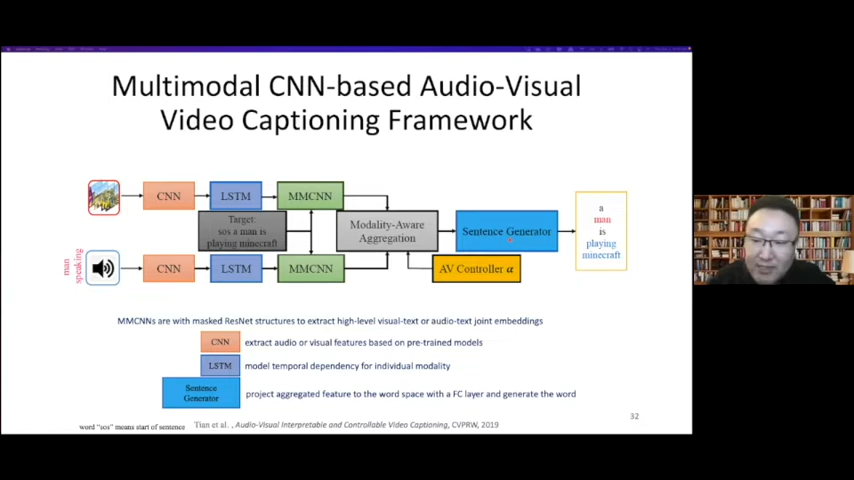 Multimodal CNN-based Audio-Visual
Video Captioning Framework
CNN
LSTM
MMCNN
Target:
sos a man is
playing minecraft
Modality-Aware
Aggregation
Sentence Generator
a
man
is
playing
minecraft
man
speaking
CNN
LSTM
MMCNN
AV Controller α
MMCNNs are with masked ResNet structures to extract high-level visual-text or audio-text joint embeddings
CNN
extract audio or visual features based on pre-trained models
LSTM
model temporal dependency for individual modality
Sentence
Generator
project aggregated feature to the word space with a FC layer and generate the word
32
word "sos" means start of sentence
Tian et al. , Audio-Visual Interpretable and Controllable Video Captioning, CVPRW, 2019